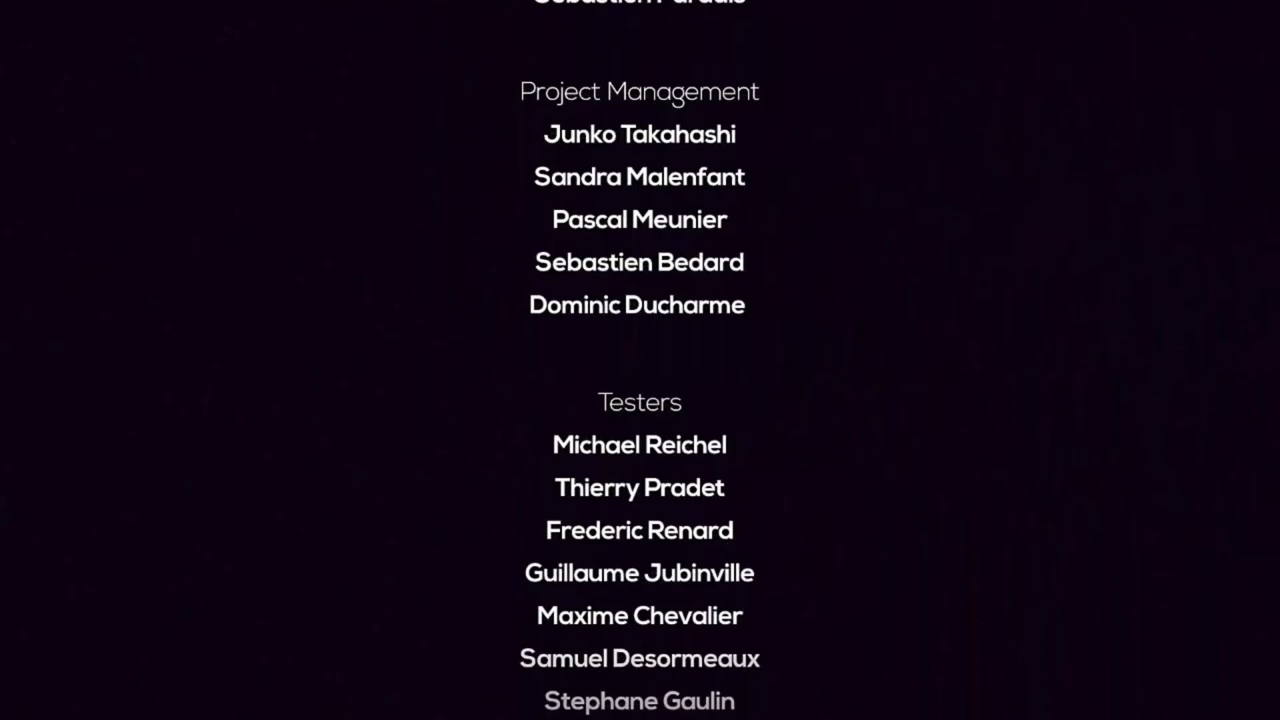 Project Management
Junko Takahashi
Sandra Malenfant
Pascal Meunier
Sebastien Bedard
Dominic Ducharme
Testers
Michael Reichel
Thierry Pradet
Frederic Renard
Guillaume Jubinville
Maxime Chevalier
Samuel Desormeaux
Stephane Gaulin